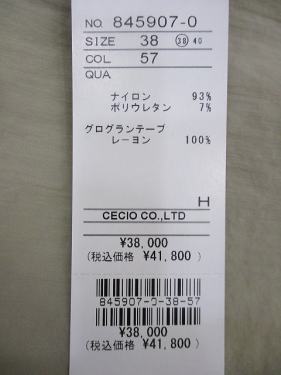 NO. 845907-0
SIZE 38 ㊳ 40
COL 57
QUA
ナイロン 93%
ポリウレタン 7%
グログランテープ
レーヨン 100%
H
CECIO CO.,LTD
¥38,000
(税込価格 ¥41,800 )
845907-0-38-57
¥38,000
(税込価格 ¥41,800 )